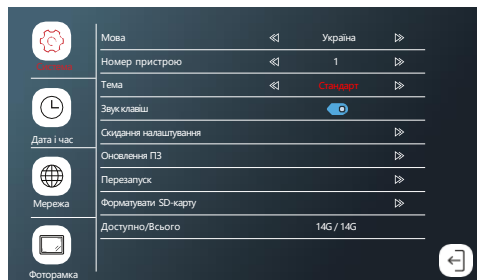 Мова Україна
Номер пристрою 1
Тема Стандарт
Звук клавіш
Дата і час
Скидання налаштування
Оновлення ПЗ
Перезапуск
Мережа
Форматувати SD-карту
Доступно/Всього 14G / 14G
Фоторамка